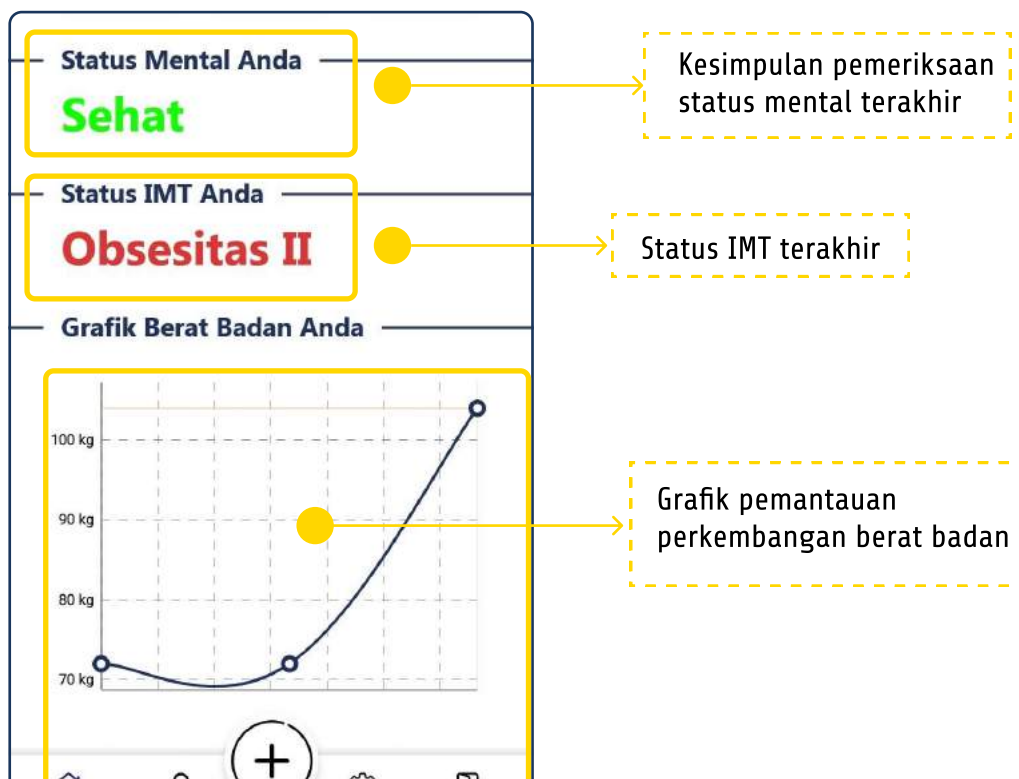 Status Mental Anda
Sehat
Kesimpulan pemeriksaan
status mental terakhir
Status IMT Anda
Obsesitas II
Status IMT terakhir
Grafik Berat Badan Anda
100 kg
90 kg
80 kg
70 kg
Grafik pemantauan
perkembangan berat badan